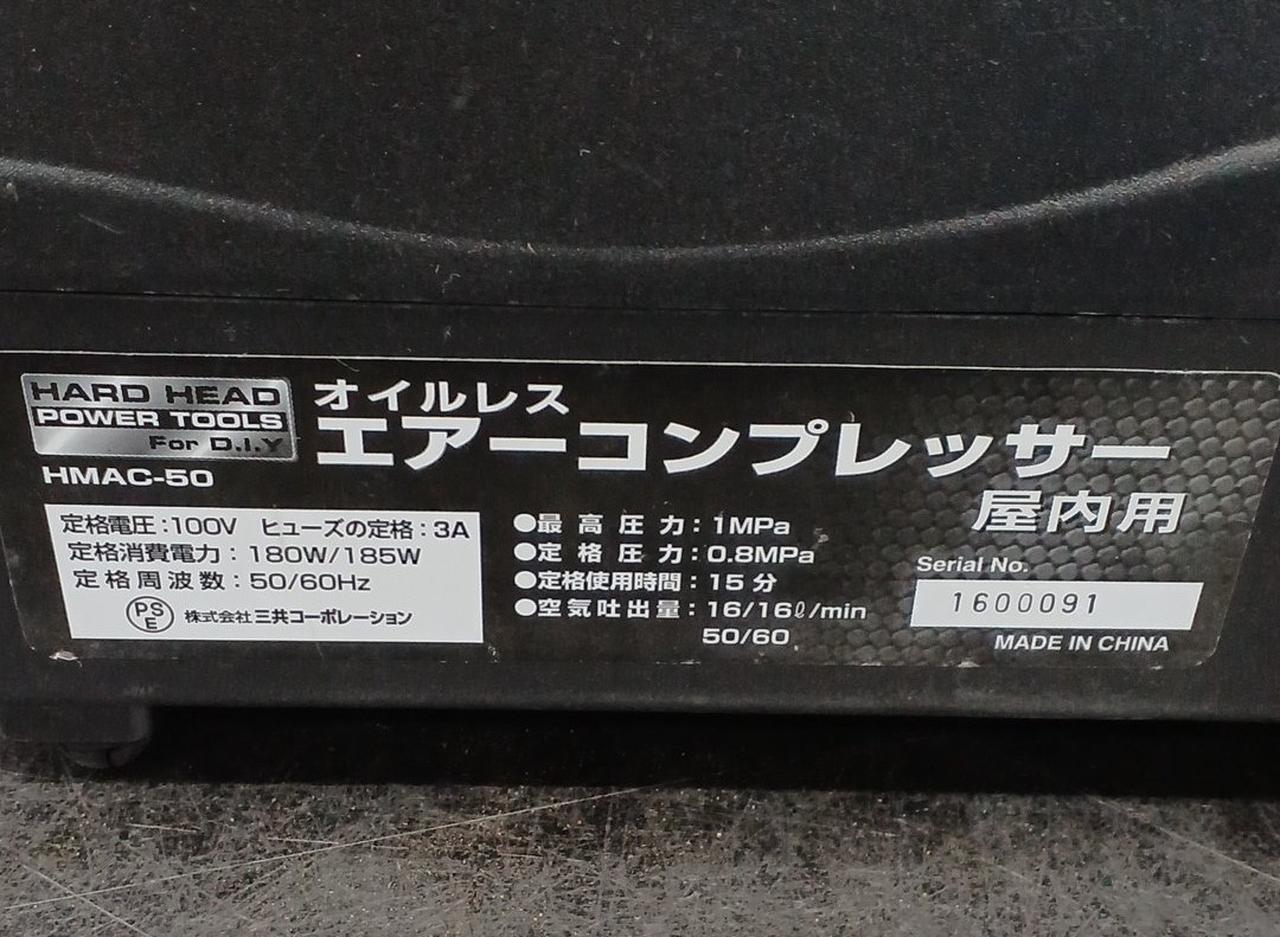 HARD HEAD
POWER TOOLS
For D.I.Y
HMAC-50
オイルレス
エアーコンプレッサー
屋内用
定格電圧:100V ヒューズの定格:3A
定格消費電力:180W/185W
定格周波数:50/60Hz
PS
E
株式会社三共コーポレーション
●最高圧力:1MPa
●定格圧力:0.8MPa
●定格使用時間:15分
●空気吐出量:16/16ℓ/min
50/60
Serial No.
1600091
MADE IN CHINA